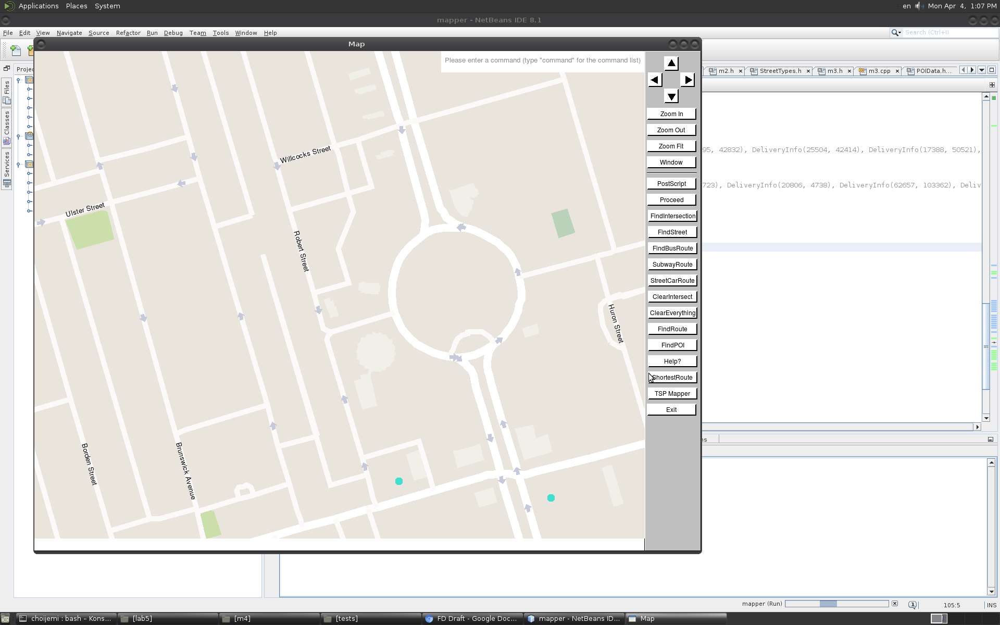 Applications Places System
en Mon Apr 4, 1:07 PM
mapper - NetBeans IDE 8.1
File Edit View Navigate Source Refactor Run Debug Team Tools Window Help
Search (Ctrl+I)
Map
Projec
m2.h StreetTypes.h m3.h m3.cpp POIData.h...
Files
Classes
Services
Please enter a command (type "command" for the command list)
Willcocks Street
Ulster Street
Robert Street
Huron Street
Borden Street
Brunswick Avenue
Zoom In
Zoom Out
Zoom Fit
Window
PostScript
Proceed
FindIntersection
FindStreet
FindBusRoute
SubwayRoute
StreetCarRoute
ClearIntersect
ClearEverything
FindRoute
FindPOI
Help?
ShortestRoute
TSP Mapper
Exit
95, 42832), DeliveryInfo(25504, 42414), DeliveryInfo(17388, 50521),
723), DeliveryInfo(20806, 4738), DeliveryInfo(62657, 103362), Deliv
ns
mapper (Run)
1
105:5 INS
choijemi : bash – Kons...
[lab5]
[m4]
[tests]
FD Draft - Google Doc...
mapper - NetBeans ID...
Map